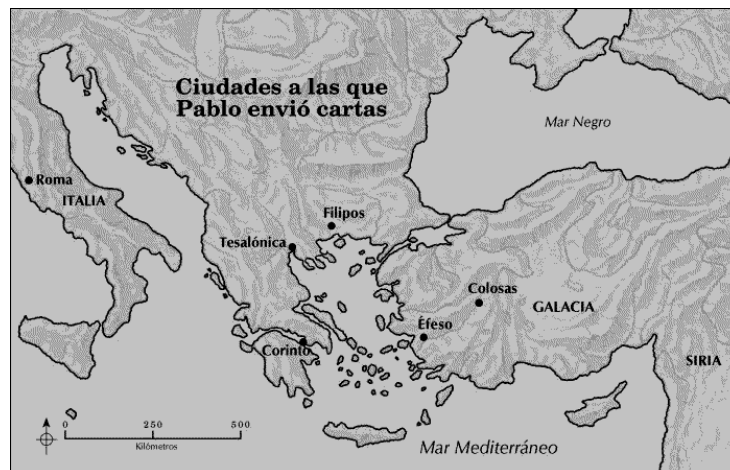 Ciudades a las que
Pablo envió cartas
Mar Negro
Roma
ITALIA
Filipos
Tesalónica
Colosas
GALACIA
Éfeso
Corinto
SIRIA
0 250 500
Kilómetros
Mar Mediterráneo